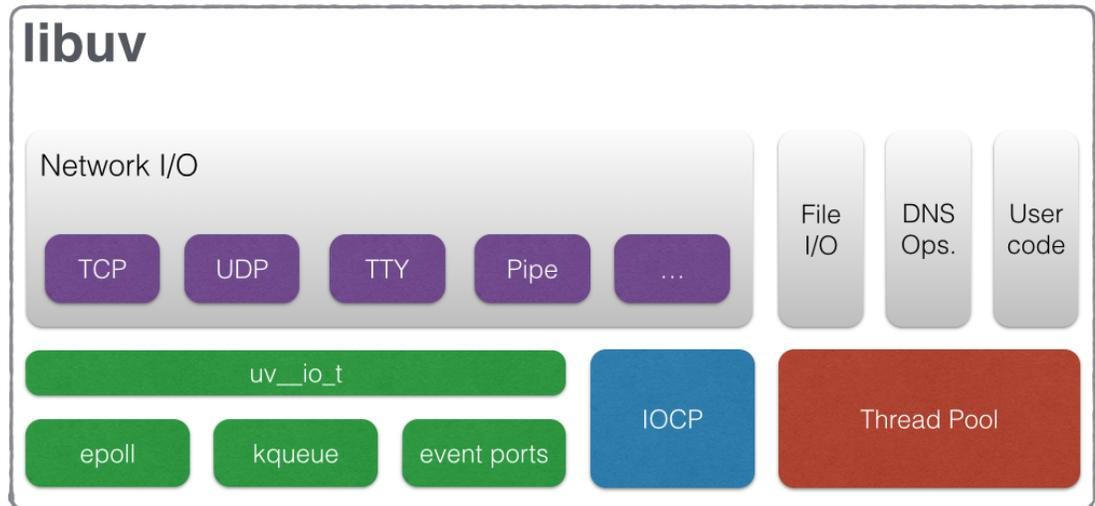 libuv
Network I/O
TCP
UDP
TTY
Pipe
...
File
I/O
DNS
Ops.
User
code
uv__io_t
epoll
kqueue
event ports
IOCP
Thread Pool